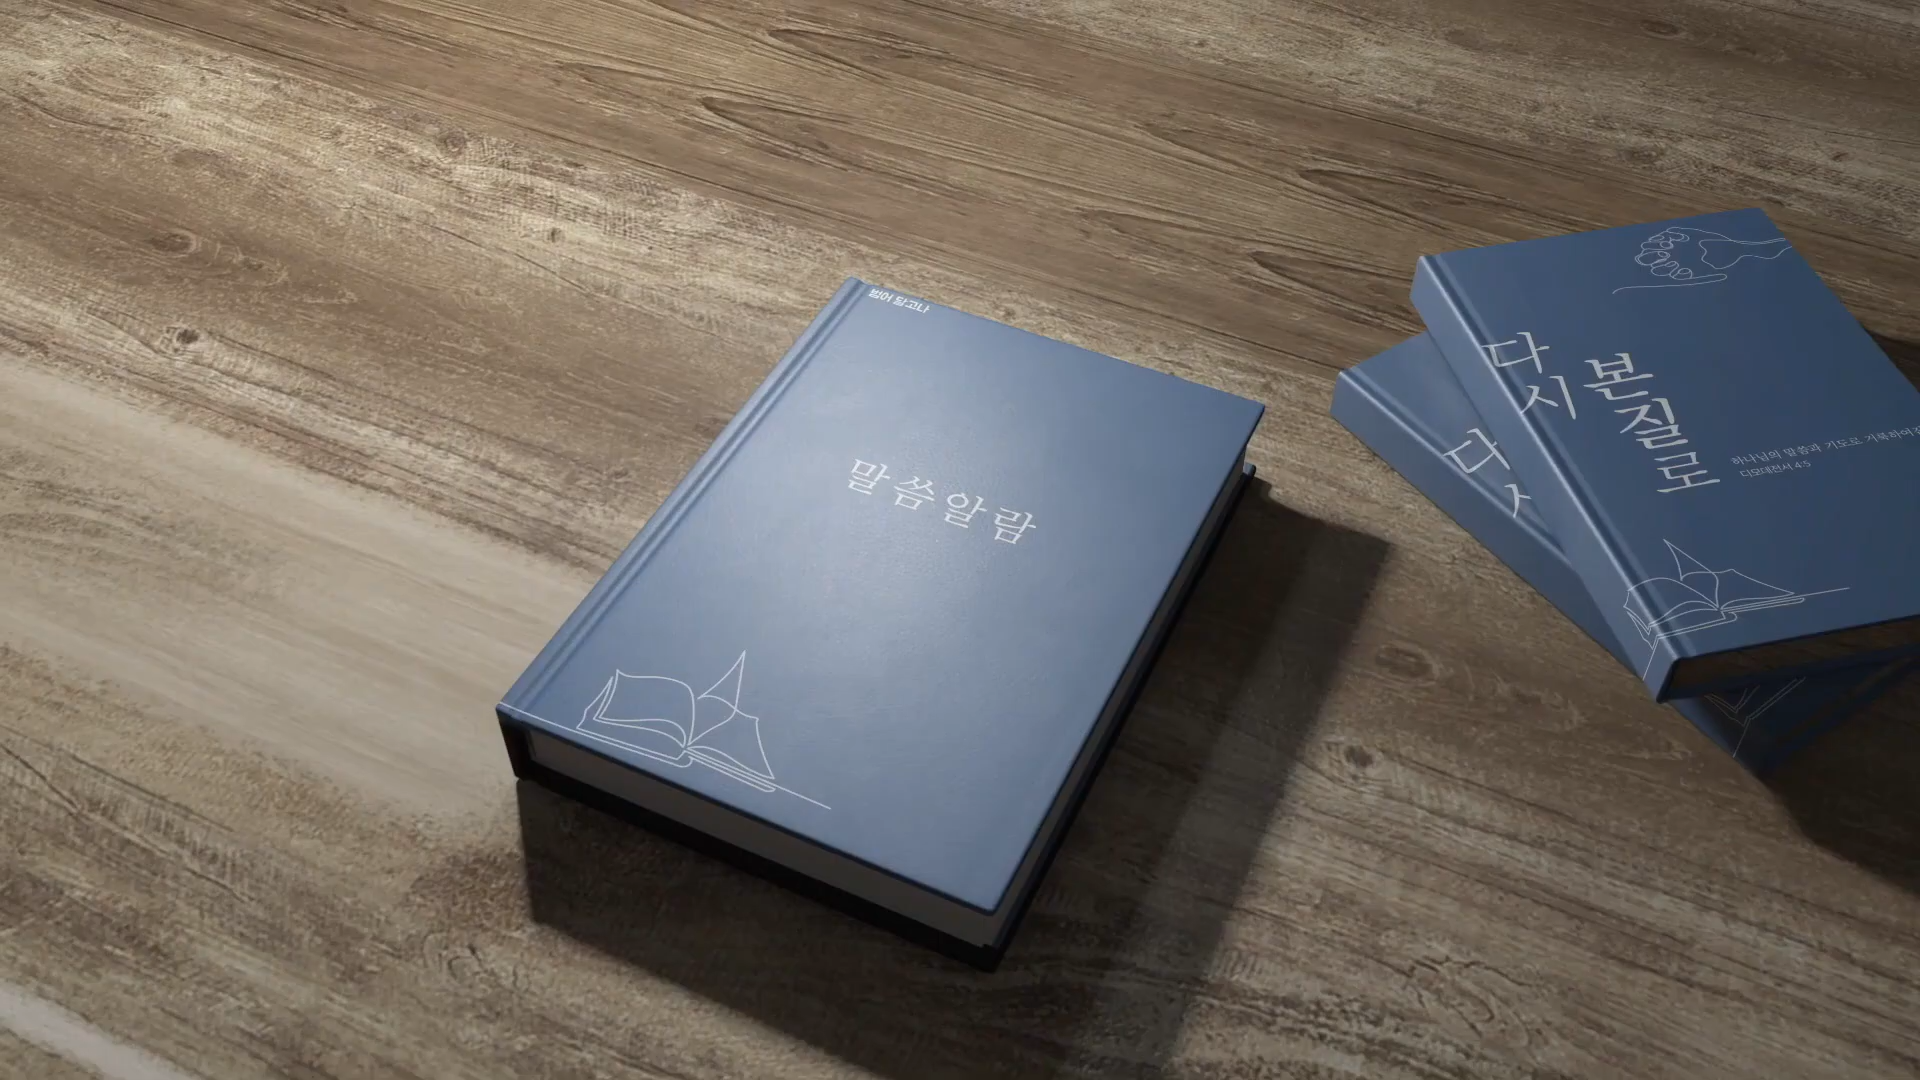 말씀알람
다시
본질로
하나님의 말씀과 기도로 거룩하여
디모데전서 4:5
다